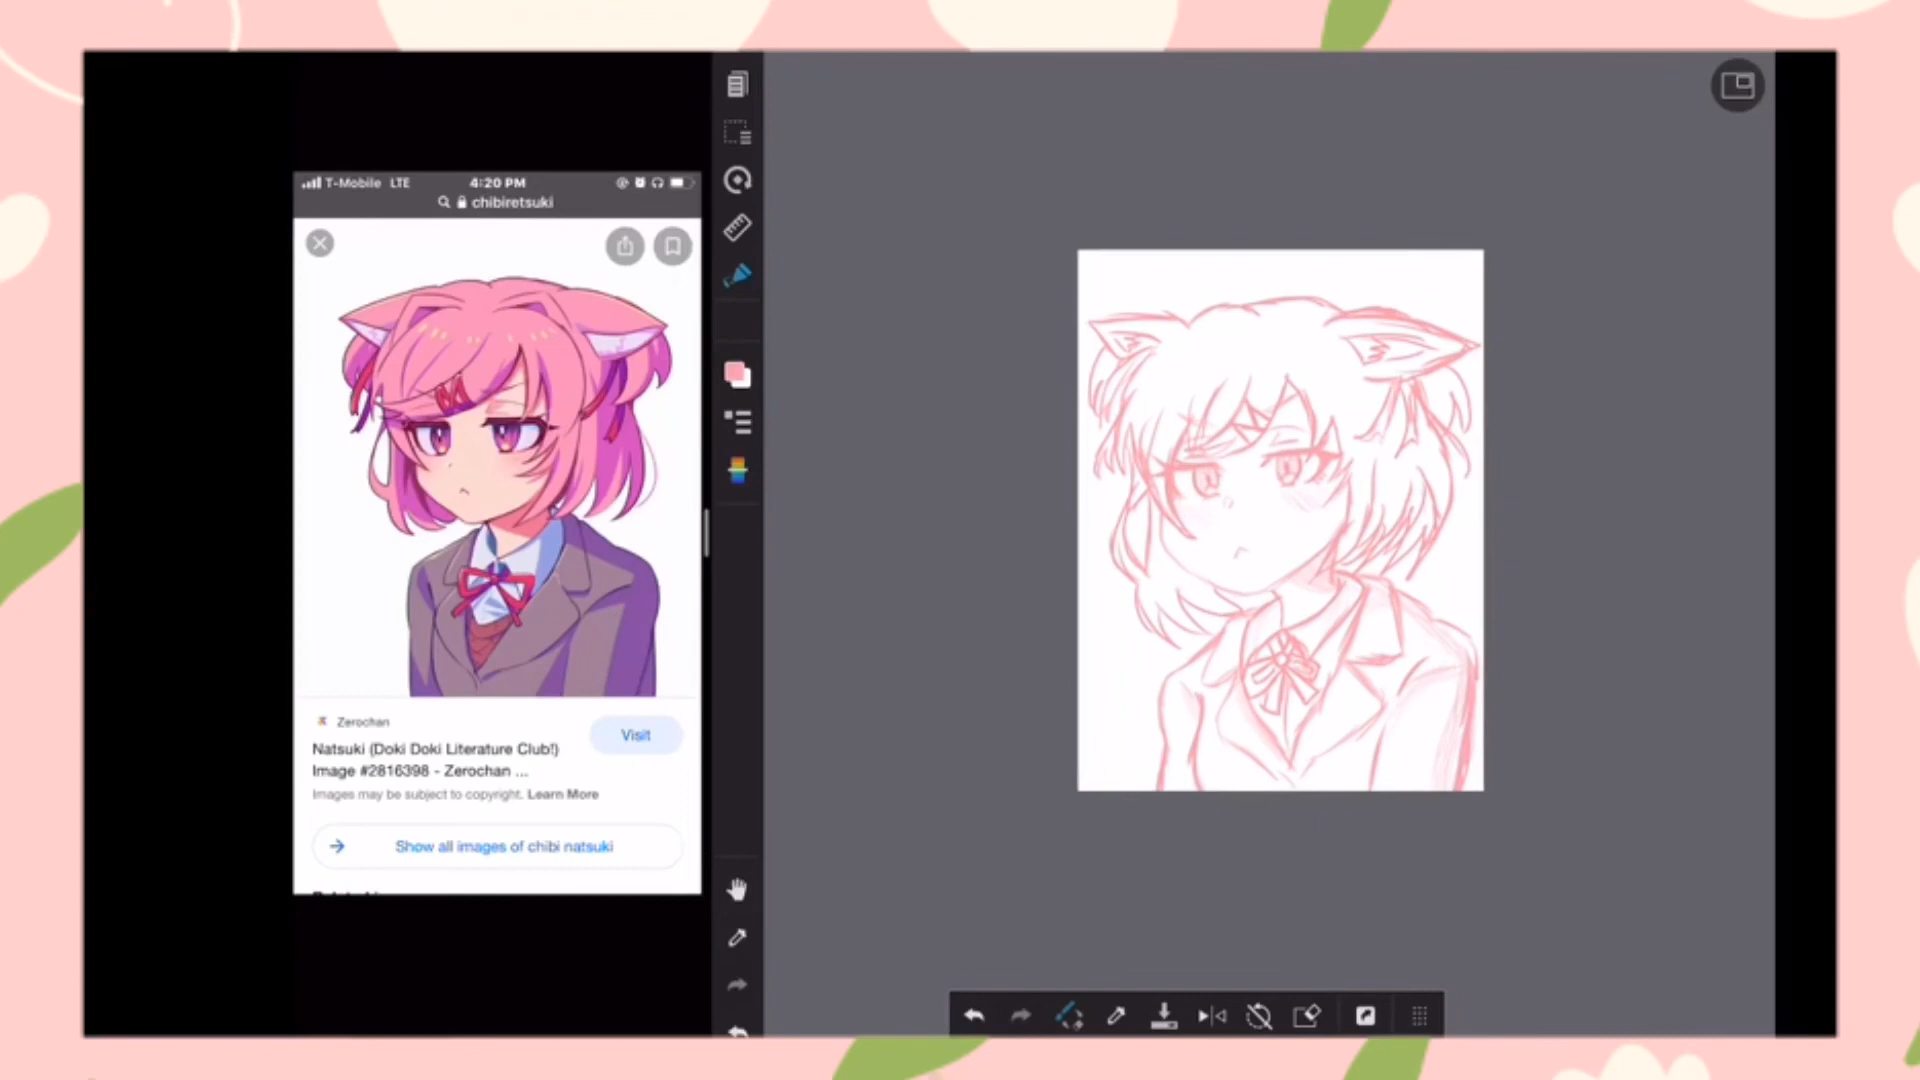 T-Mobile LTE 4:20 PM
chibiretsuki
Zerochan
Visit
Natsuki (Doki Doki Literature Club!)
Image #2816398 - Zerochan ...
Images may be subject to copyright. Learn More
Show all images of chibi natsuki